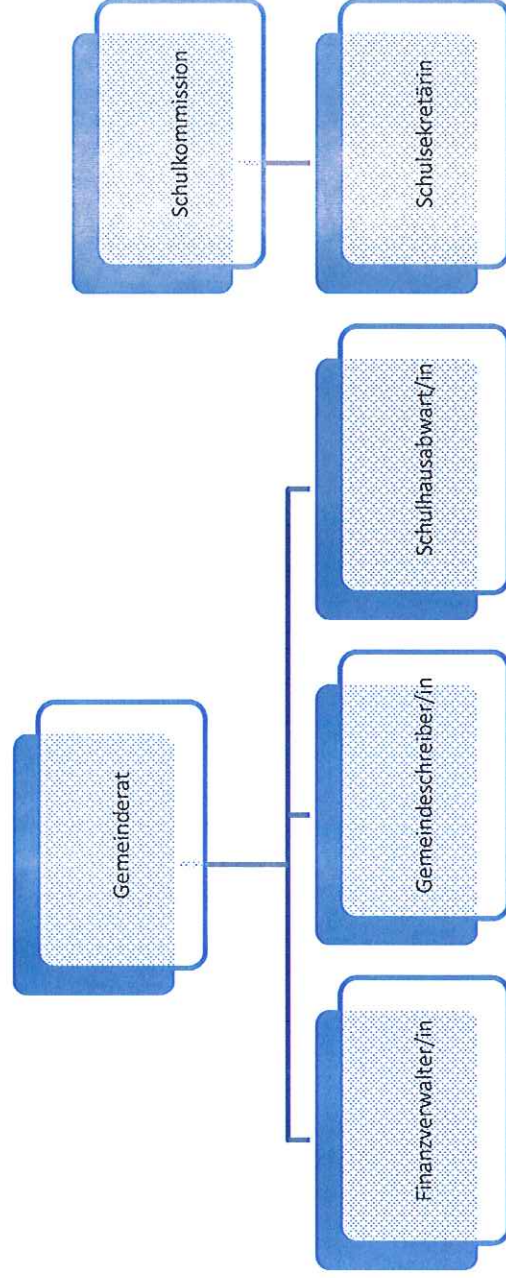 Gemeinderat
Schulkommission
Finanzverwalter/in
Gemeindeschreiber/in
Schulhausabwart/in
Schulsekretärin